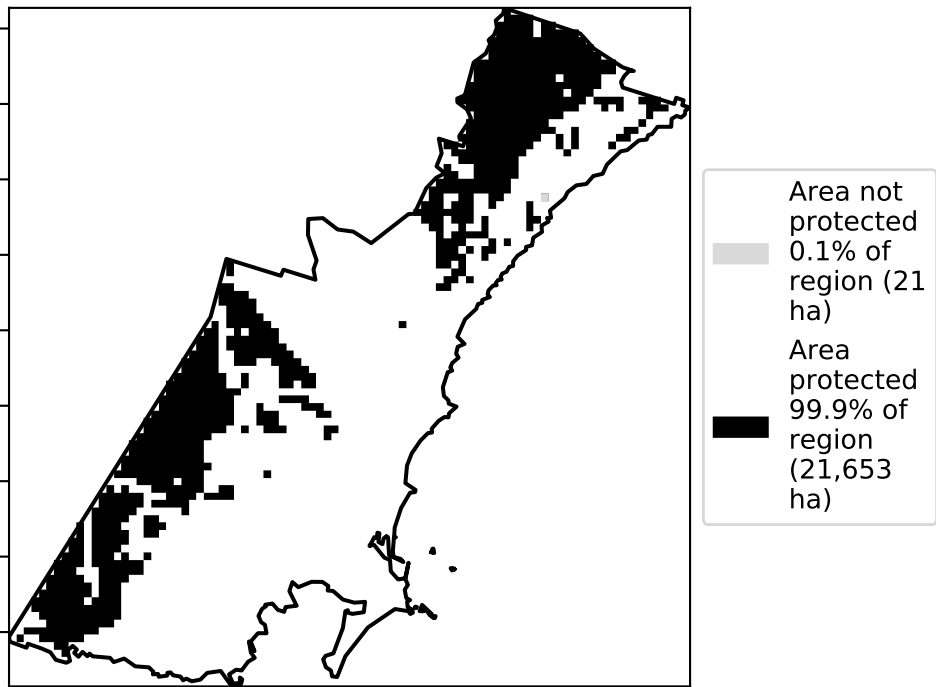 Area not
protected
0.1% of
region (21
ha)
Area
protected
99.9% of
region
(21,653
ha)